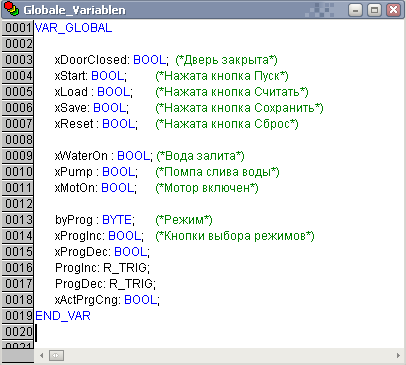 Globale_Variablen
0001 VAR_GLOBAL
0002
0003 xDoorClosed: BOOL; (*Дверь закрыта*)
0004 xStart: BOOL; (*Нажата кнопка Пуск*)
0005 xLoad : BOOL; (*Нажата кнопка Считать*)
0006 xSave: BOOL; (*Нажата кнопка Сохранить*)
0007 xReset : BOOL; (*Нажата кнопка Сброс*)
0008
0009 xWaterOn : BOOL; (*Вода залита*)
0010 xPump : BOOL; (*Помпа слива воды*)
0011 xMotOn: BOOL; (*Мотор включен*)
0012
0013 byProg : BYTE; (*Режим*)
0014 xProgInc: BOOL; (*Кнопки выбора режимов*)
0015 xProgDec: BOOL;
0016 ProgInc: R_TRIG;
0017 ProgDec: R_TRIG;
0018 xActPrgCng: BOOL;
0019 END_VAR
0020
0021